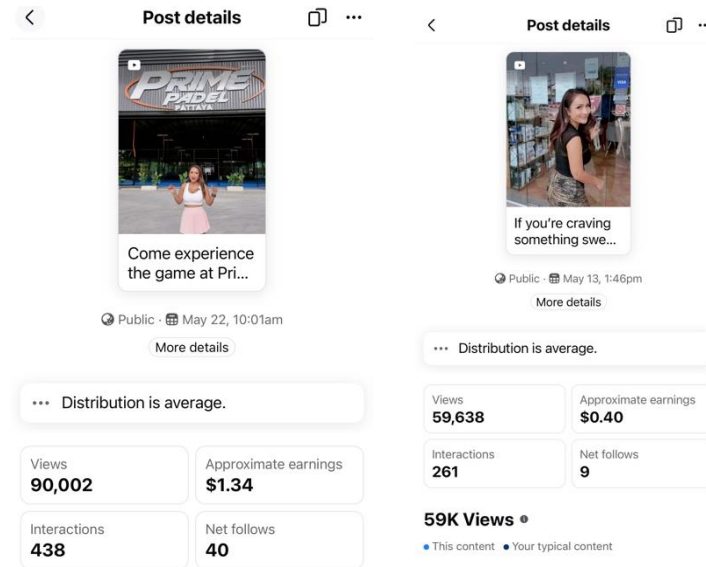 Post details
PRIME
PADEL
PATTAYA
Come experience
the game at Pri...
Public · May 22, 10:01am
More details
Distribution is average.
Views
90,002
Approximate earnings
$1.34
Interactions
438
Net follows
40
Post details
VISA
If you're craving
something swe...
Public · May 13, 1:46pm
More details
Distribution is average.
Views
59,638
Approximate earnings
$0.40
Interactions
261
Net follows
9
59K Views
This content Your typical content